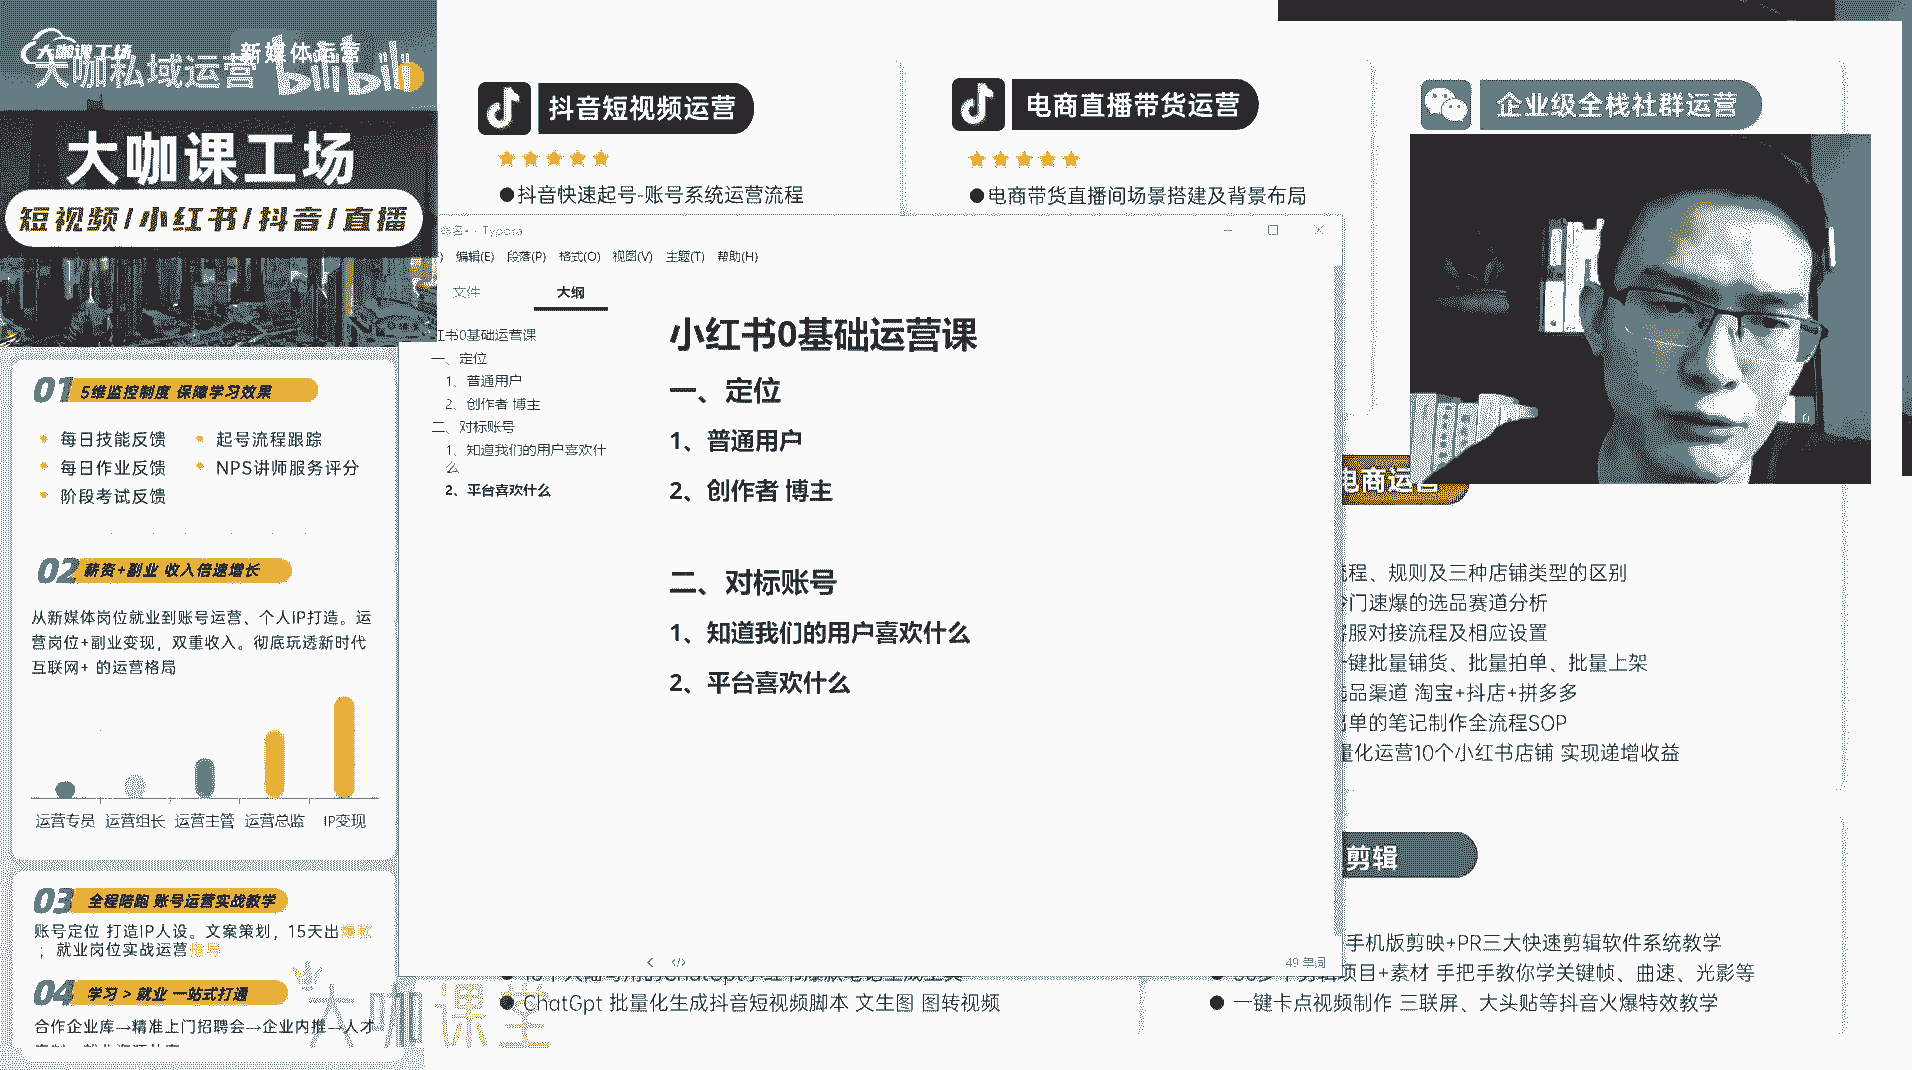 大咖课工场
新媒体运营
大咖私域运营
bilibili
大咖课工场
短视频/小红书/抖音/直播
01 5维监控制度 保障学习效果
每日技能反馈
起号流程跟踪
每日作业反馈
NPS讲师服务评分
阶段考试反馈
02 薪资+副业 收入倍速增长
从新媒体岗位就业到账号运营、个人IP打造。运
营岗位+副业变现，双重收入。彻底玩透新时代
互联网+ 的运营格局
运营专员 运营组长 运营主管 运营总监 IP变现
03 全程陪跑 账号运营实战教学
账号定位 打造IP人设。文案策划，15天出爆款
；就业岗位实战运营指导
04 学习 > 就业 一站式打通
合作企业库→精准上门招聘会→企业内推→人才
大咖课堂
抖音短视频运营
●抖音快速起号-账号系统运营流程
电商直播带货运营
●电商带货直播间场景搭建及背景布局
企业级全栈社群运营
Typora
编辑(E) 段落(P) 格式(O) 视图(V) 主题(T) 帮助(H)
文件 大纲
红书0基础运营课
一、定位
1、普通用户
2、创作者 博主
二、对标账号
1、知道我们的用户喜欢什
么
2、平台喜欢什么
小红书0基础运营课
一、定位
1、普通用户
2、创作者 博主
二、对标账号
1、知道我们的用户喜欢什么
2、平台喜欢什么
49 单词
电商运营
流程、规则及三种店铺类型的区别
门速爆的选品赛道分析
客服对接流程及相应设置
键批量铺货、批量拍单、批量上架
选品渠道 淘宝+抖店+拼多多
出单的笔记制作全流程SOP
量化运营10个小红书店铺 实现递增收益
剪辑
手机版剪映+PR三大快速剪辑软件系统教学
项目+素材 手把手教你学关键帧、曲速、光影等
● 一键卡点视频制作 三联屏、大头贴等抖音火爆特效教学
● ChatGpt 批量化生成抖音短视频脚本 文生图 图转视频